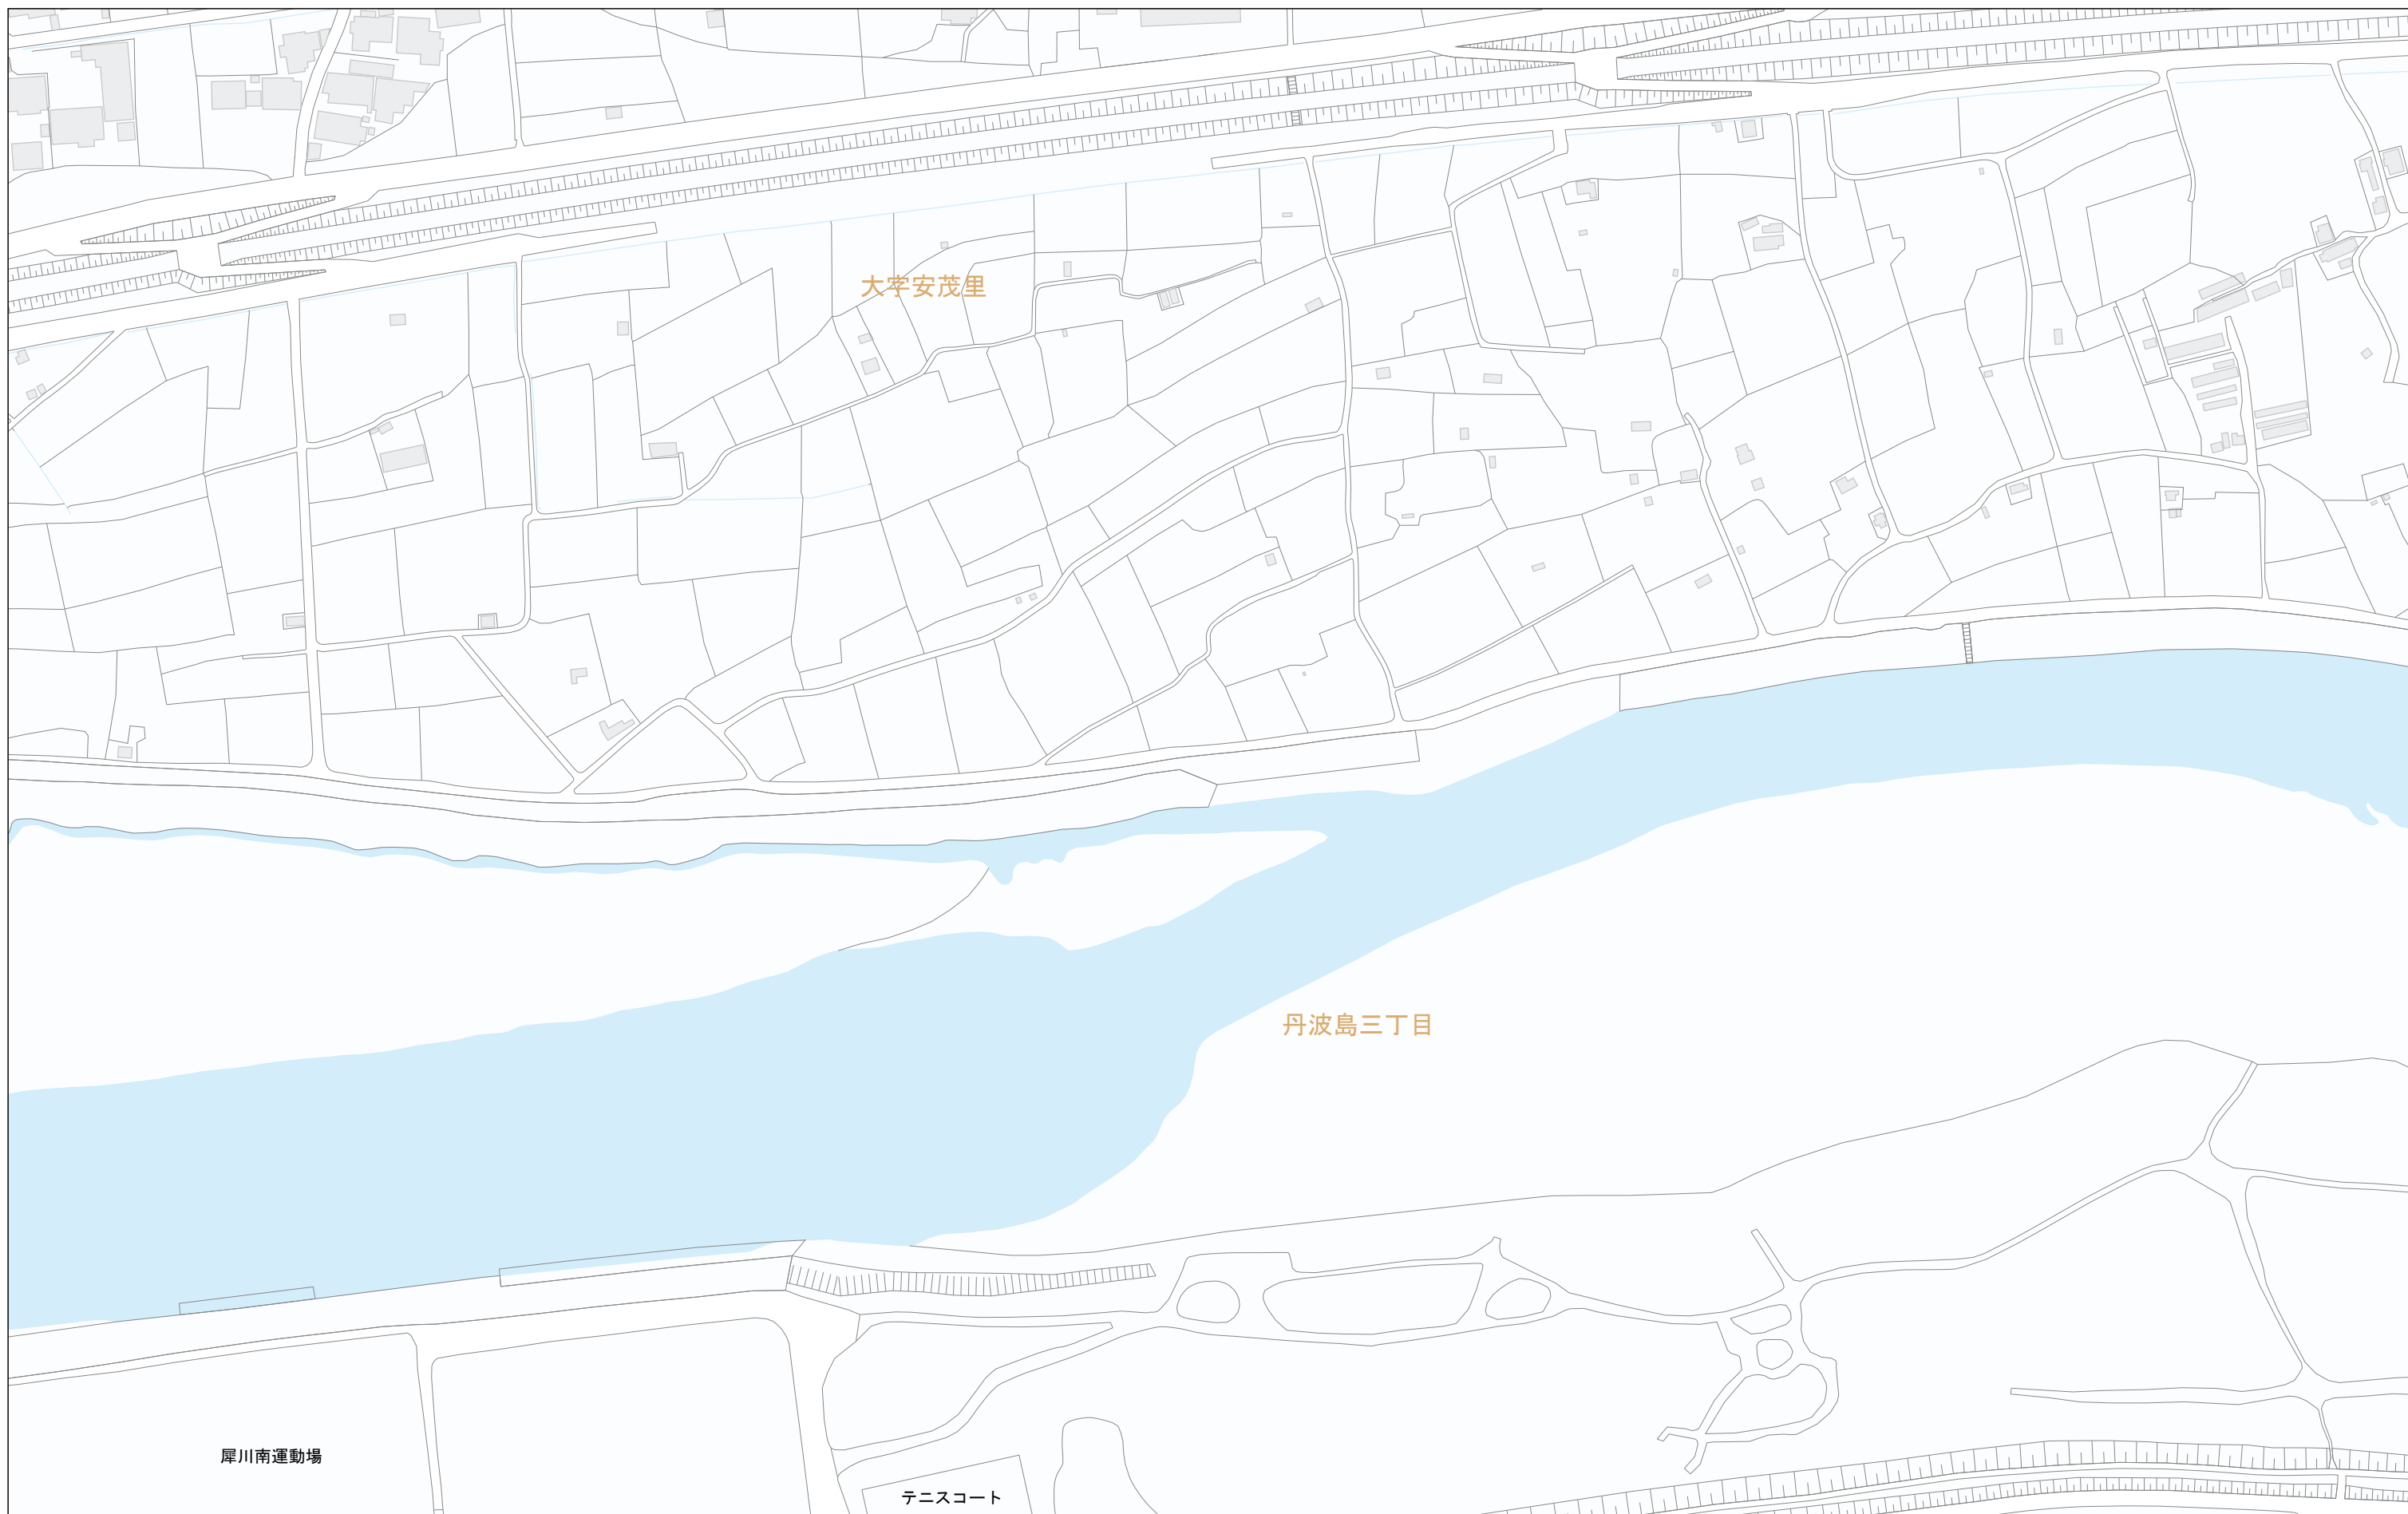 大字安茂里
丹波島三丁目
犀川南運動場
テニスコート